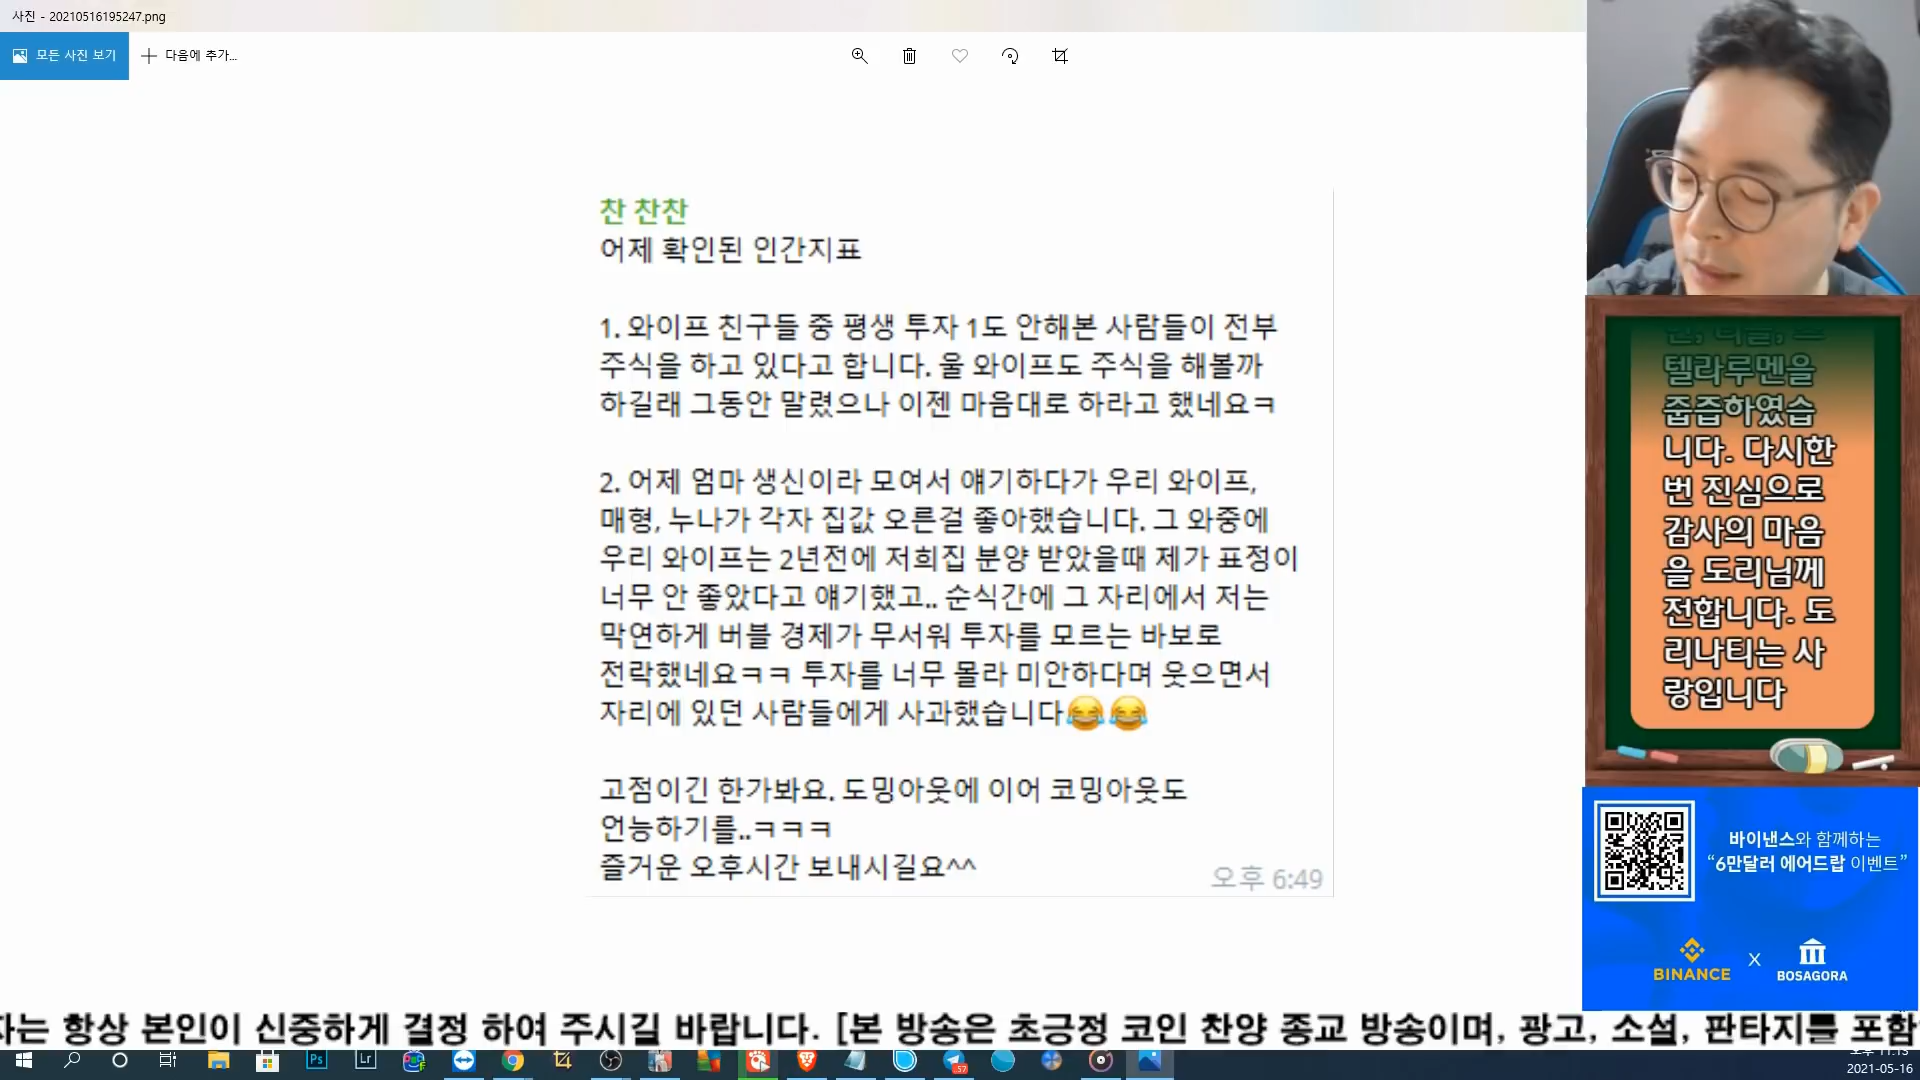 사진 - 20210516195247.png
모든 사진 보기
다음에 추가...
찬 찬찬
어제 확인된 인간지표
1. 와이프 친구들 중 평생 투자 1도 안해본 사람들이 전부
주식을 하고 있다고 합니다. 울 와이프도 주식을 해볼까
하길래 그동안 말렸으나 이젠 마음대로 하라고 했네요ㅋ
2. 어제 엄마 생신이라 모여서 얘기하다가 우리 와이프,
매형, 누나가 각자 집값 오른걸 좋아했습니다. 그 와중에
우리 와이프는 2년전에 저희집 분양 받았을때 제가 표정이
너무 안 좋았다고 얘기했고.. 순식간에 그 자리에서 저는
막연하게 버블 경제가 무서워 투자를 모르는 바보로
전락했네요ㅋㅋ 투자를 너무 몰라 미안하다며 웃으면서
자리에 있던 사람들에게 사과했습니다😂😂
고점이긴 한가봐요. 도밍아웃에 이어 코밍아웃도
언능하기를..ㅋㅋㅋ
즐거운 오후시간 보내시길요^^
오후 6:49
텔라루멘을
줍줍하였습
니다. 다시한
번 진심으로
감사의 마음
을 도리님께
전합니다. 도
리나티는 사
랑입니다
바이낸스와 함께하는
“6만달러 에어드랍 이벤트”
BINANCE X BOSAGORA
자는 항상 본인이 신중하게 결정 하여 주시길 바랍니다. [본 방송은 초긍정 코인 찬양 종교 방송이며, 광고, 소설, 판타지를 포함
Ps
Lr
57
2021-05-16